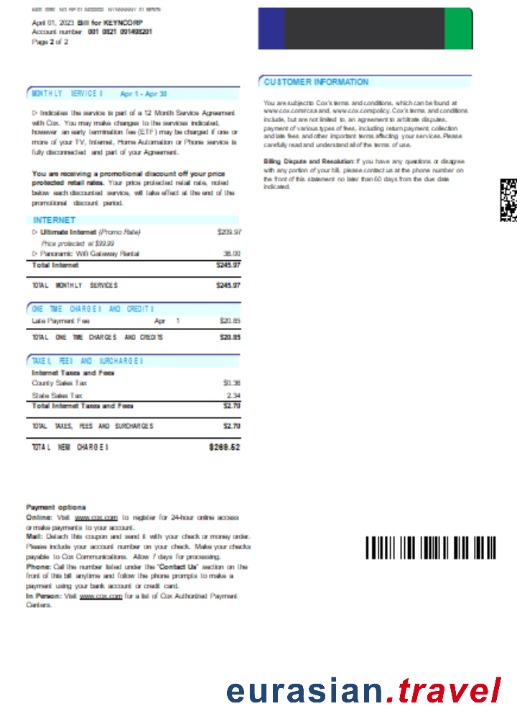 April 01, 2023 Bill for KEYNCORP
Account number 001 0821 091498201
Page 2 of 2
MONTHLY SERVICES Apr 1 - Apr 30
▷ Indicates the service is part of a 12 Month Service Agreement
with Cox. You may make changes to the services indicated,
however an early termination fee (ETF) may be charged if one or
more of your TV, Internet, Home Automation or Phone service is
fully disconnected and part of your Agreement.
You are receiving a promotional discount off your price
protected retail rates. Your price protected retail rate, noted
below each discounted service, will take effect at the end of the
promotional discount period.
INTERNET
▷ Ultimate Internet (Promo Rate) $209.97
Price protected at $99.99
▷ Panoramic Wifi Gateway Rental 36.00
Total Internet $245.97
TOTAL MONTHLY SERVICES $245.97
ONE TIME CHARGES AND CREDITS
Late Payment Fee Apr 1 $20.85
TOTAL ONE TIME CHARGES AND CREDITS $20.85
TAXES, FEES AND SURCHARGES
Internet Taxes and Fees
County Sales Tax $0.36
State Sales Tax 2.34
Total Internet Taxes and Fees $2.70
TOTAL TAXES, FEES AND SURCHARGES $2.70
TOTAL NEW CHARGES $269.52
Payment options
Online: Visit www.cox.com to register for 24-hour online access
or make payments to your account.
Mail: Detach this coupon and send it with your check or money order.
Please include your account number on your check. Make your checks
payable to Cox Communications. Allow 7 days for processing.
Phone: Call the number listed under the "Contact Us" section on the
front of this bill anytime and follow the phone prompts to make a
payment using your bank account or credit card.
In Person: Visit www.cox.com for a list of Cox Authorized Payment
Centers.
CUSTOMER INFORMATION
You are subject to Cox's terms and conditions, which can be found at
www.cox.com/csa and, www.cox.com/policy. Cox's terms and conditions
include, but are not limited to, an agreement to arbitrate disputes,
payment of various types of fees, including return payment, collection
and late fees and other important terms affecting your services. Please
carefully read and understand all of the terms of use.
Billing Dispute and Resolution: If you have any questions or disagree
with any portion of your bill, please contact us at the phone number on
the front of this statement no later than 60 days from the due date
indicated.
eurasian.travel